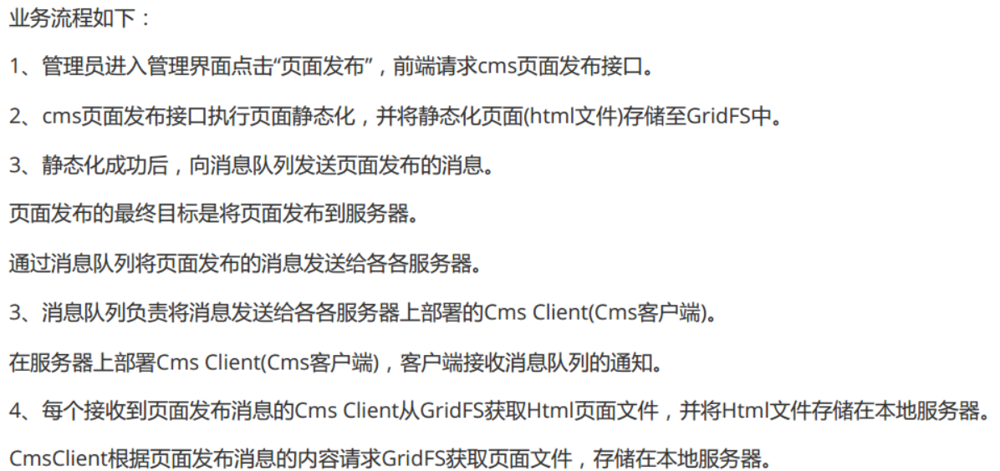 业务流程如下：
1、管理员进入管理界面点击“页面发布”，前端请求cms页面发布接口。
2、cms页面发布接口执行页面静态化，并将静态化页面(html文件)存储至GridFS中。
3、静态化成功后，向消息队列发送页面发布的消息。
页面发布的最终目标是将页面发布到服务器。
通过消息队列将页面发布的消息发送给各各服务器。
3、消息队列负责将消息发送给各各服务器上部署的Cms Client(Cms客户端)。
在服务器上部署Cms Client(Cms客户端)，客户端接收消息队列的通知。
4、每个接收到页面发布消息的Cms Client从GridFS获取Html页面文件，并将Html文件存储在本地服务器。
CmsClient根据页面发布消息的内容请求GridFS获取页面文件，存储在本地服务器。